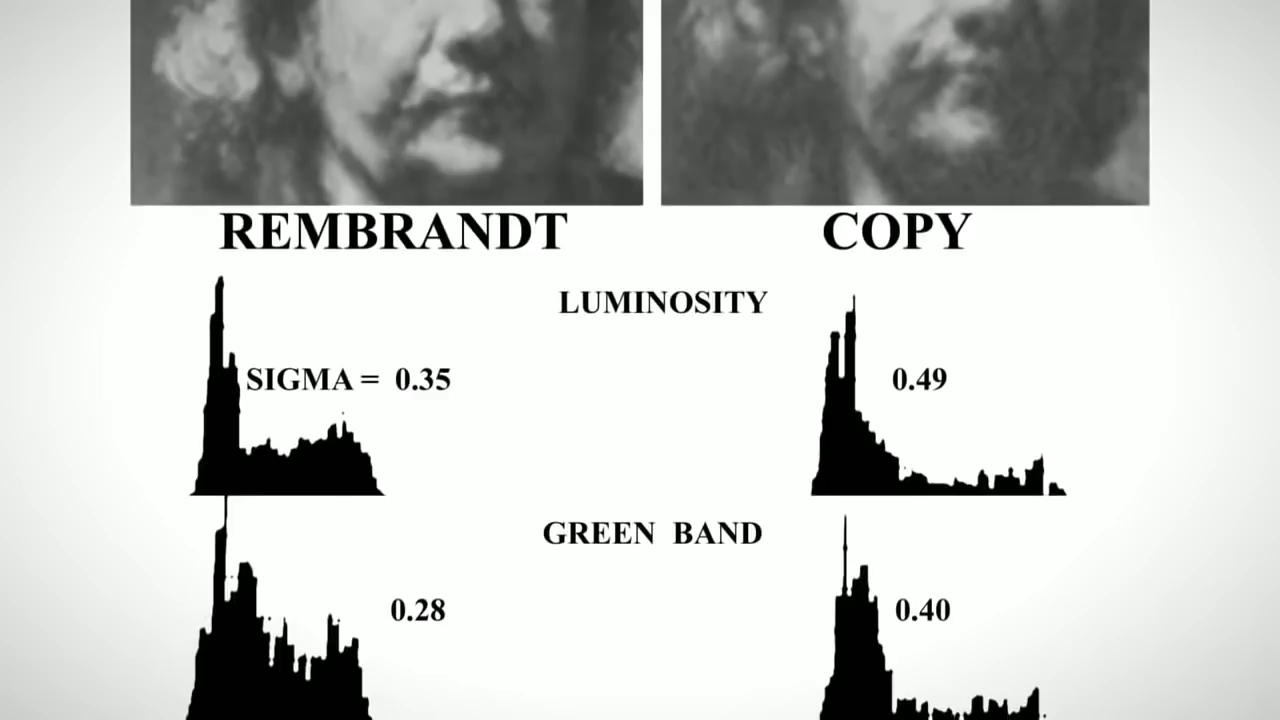 REMBRANDT COPY
LUMINOSITY
SIGMA = 0.35 0.49
GREEN BAND
0.28 0.40